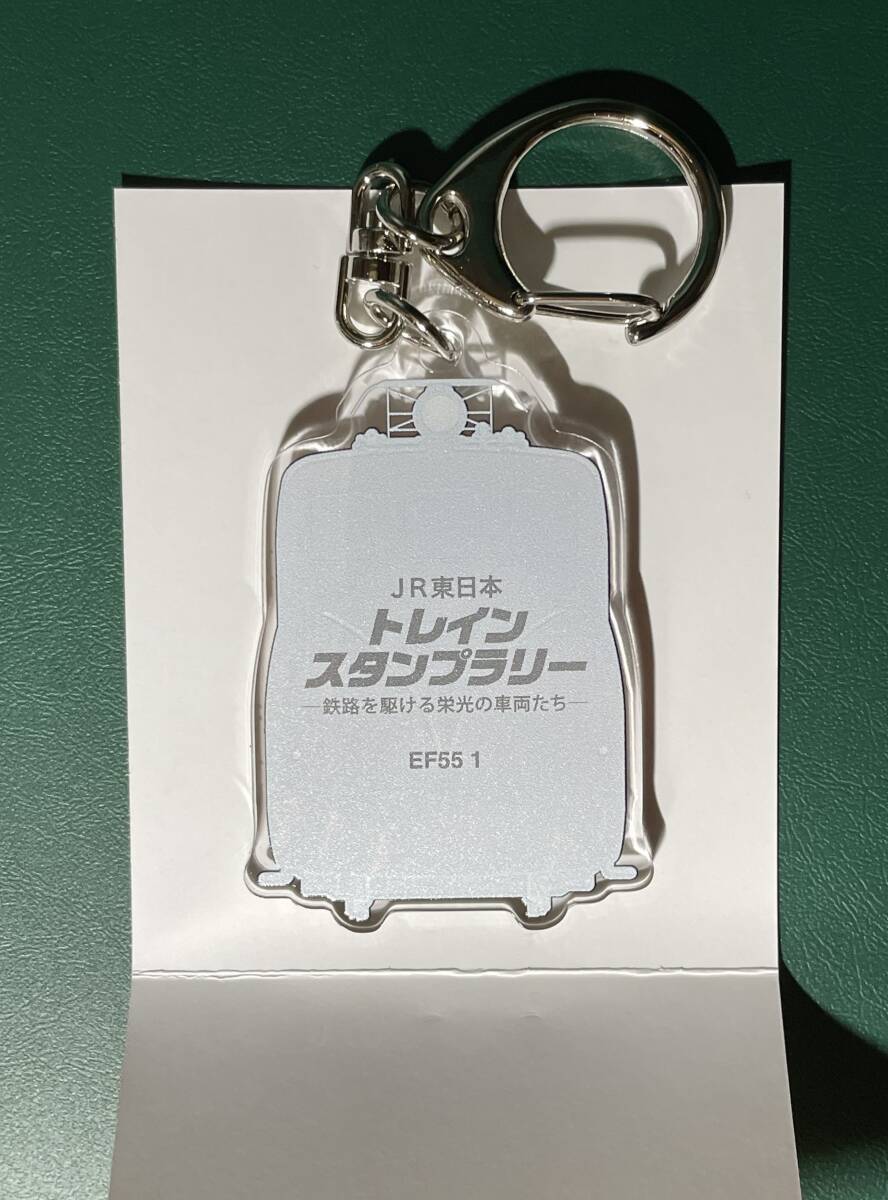 JR東日本
トレイン
スタンプラリー
―鉄路を駆ける栄光の車両たち―
EF55 1